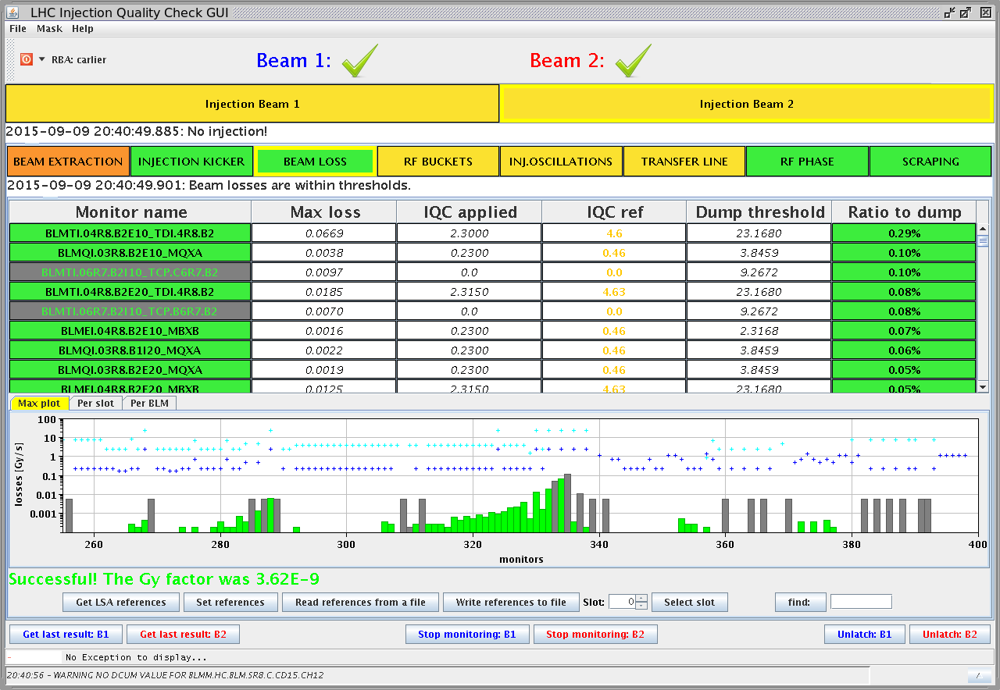 LHC Injection Quality Check GUI
File Mask Help
RBA: carlier Beam 1: Beam 2:
Injection Beam 1 Injection Beam 2
2015-09-09 20:40:49.885: No injection!
BEAM EXTRACTION INJECTION KICKER BEAM LOSS RF BUCKETS INJ.OSCILLATIONS TRANSFER LINE RF PHASE SCRAPING
2015-09-09 20:40:49.901: Beam losses are within thresholds.
Monitor name Max loss IQC applied IQC ref Dump threshold Ratio to dump
BLMTI.04R8.B2E10_TDI.4R8.B2 0.0669 2.3000 4.6 23.1680 0.29%
BLMQI.03R8.B2E10_MQXA 0.0038 0.2300 0.46 3.8459 0.10%
BLMTI.06R7.B2I10_TCP.C6R7.B2 0.0097 0.0 0.0 9.2672 0.10%
BLMTI.04R8.B2E20_TDI.4R8.B2 0.0185 2.3150 4.63 23.1680 0.08%
BLMTI.06R7.B2I10_TCP.B6R7.B2 0.0070 0.0 0.0 9.2672 0.08%
BLMEI.04R8.B2E10_MBXB 0.0016 0.2300 0.46 2.3168 0.07%
BLMQI.03R8.B1I20_MQXA 0.0022 0.2300 0.46 3.8459 0.06%
BLMQI.03R8.B2E20_MQXA 0.0019 0.2300 0.46 3.8459 0.05%
BLMEI.04R8.B2E20_MBXB 0.0125 2.3150 4.63 23.1680 0.05%
Max plot Per slot Per BLM
losses [Gy/s]
100
10
1
0.1
0.01
0.001
260 280 300 320 340 360 380 400
monitors
Successful! The Gy factor was 3.62E-9
Get LSA references Set references Read references from a file Write references to file Slot: 0 Select slot find:
Get last result: B1 Get last result: B2 Stop monitoring: B1 Stop monitoring: B2 Unlatch: B1 Unlatch: B2
- No Exception to display...
20:40:56 - WARNING NO DCUM VALUE FOR BLMM.HC.BLM.SR8.C.CD15.CH12